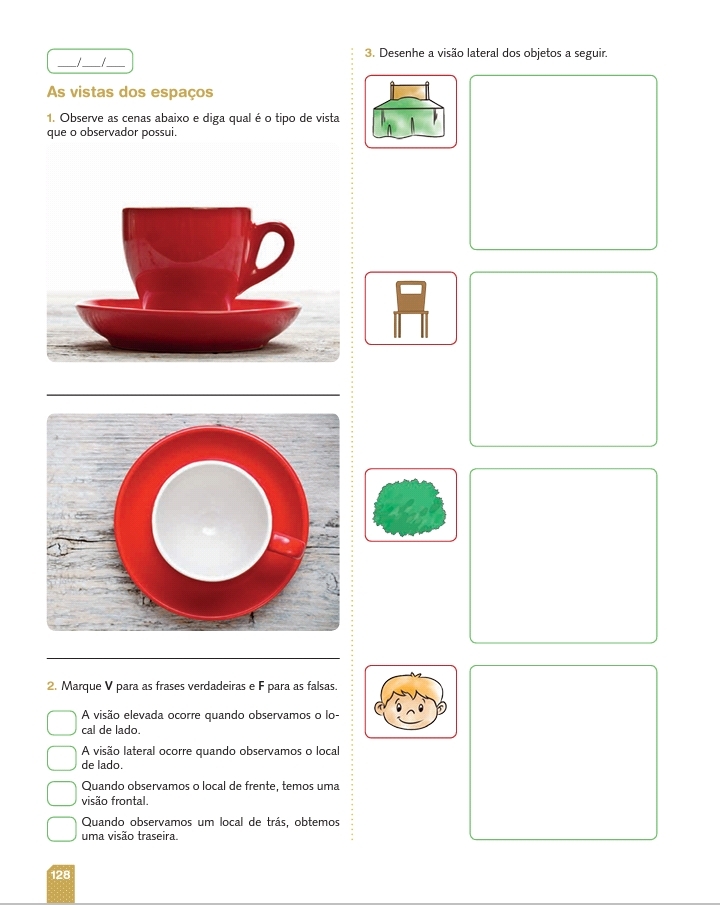 ___/___/___
As vistas dos espaços
1. Observe as cenas abaixo e diga qual é o tipo de vista
que o observador possui.
2. Marque V para as frases verdadeiras e F para as falsas.
A visão elevada ocorre quando observamos o lo-
cal de lado.
A visão lateral ocorre quando observamos o local
de lado.
Quando observamos o local de frente, temos uma
visão frontal.
Quando observamos um local de trás, obtemos
uma visão traseira.
3. Desenhe a visão lateral dos objetos a seguir.
128